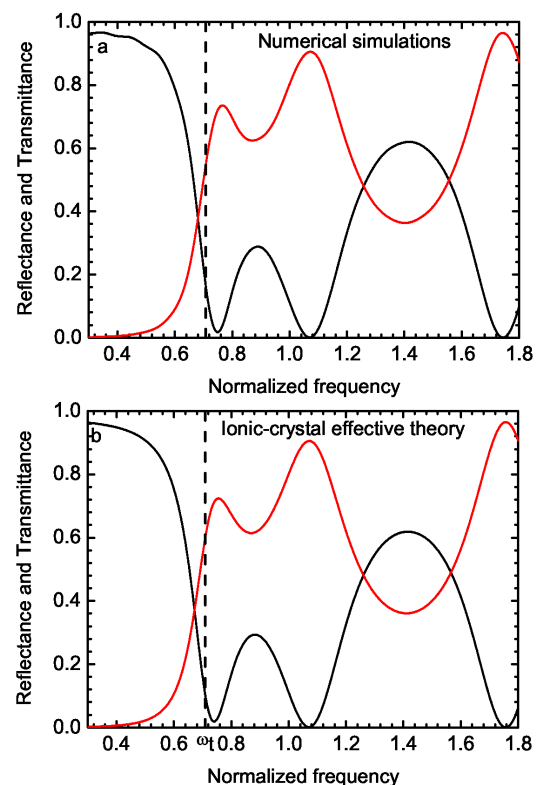 1.0
a
Numerical simulations
0.8
0.6
0.4
0.2
0.0
Reflectance and Transmittance
0.4 0.6 0.8 1.0 1.2 1.4 1.6 1.8
Normalized frequency
1.0
b
Ionic-crystal effective theory
0.8
0.6
0.4
0.2
0.0
Reflectance and Transmittance
0.4 0.6 ωt 0.8 1.0 1.2 1.4 1.6 1.8
Normalized frequency